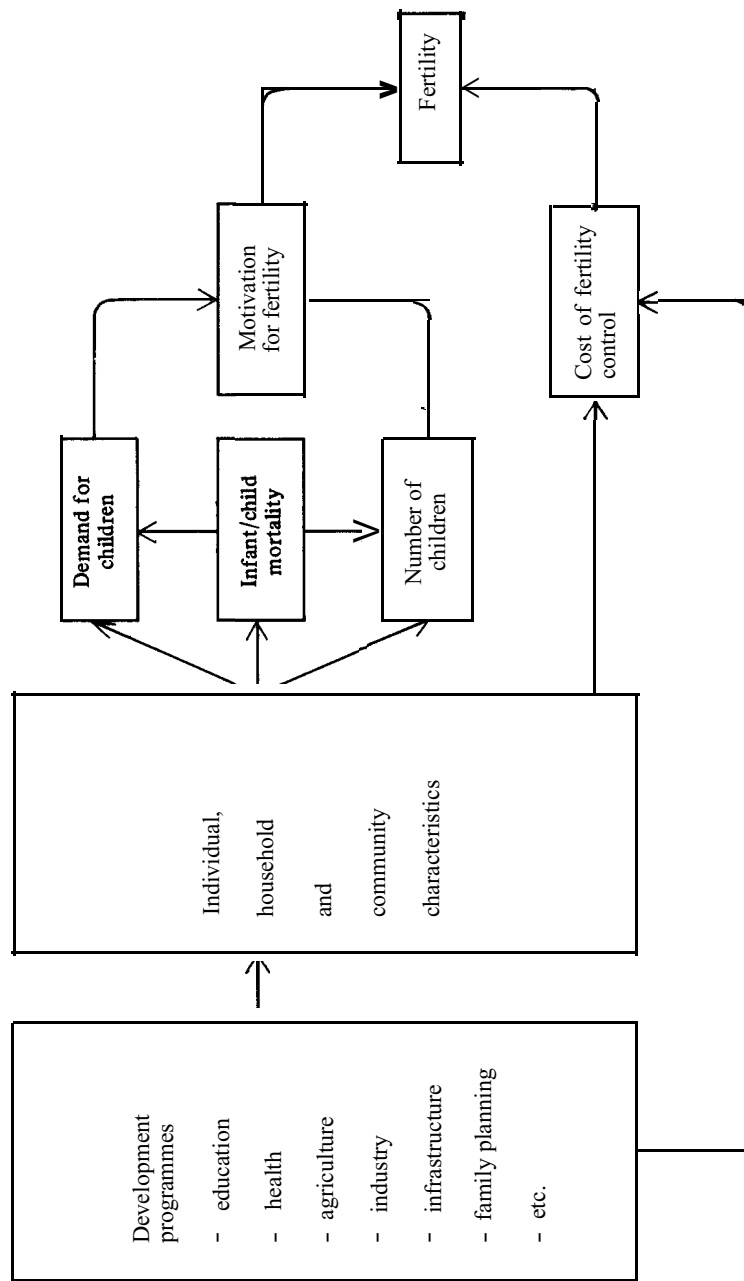 Development
programmes
- education
- health
- agriculture
- industry
- infrastructure
- family planning
- etc.
Individual,
household
and
community
characteristics
Demand for
children
Infant/child
mortality
Number of
children
Motivation
for fertility
Cost of fertility
control
Fertility